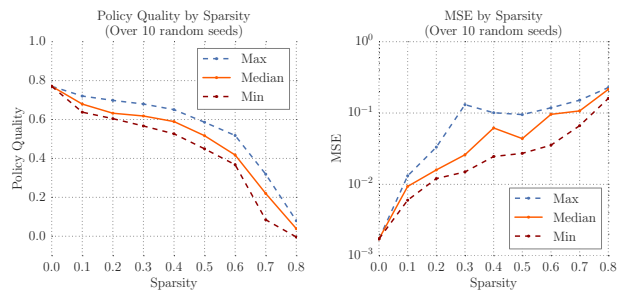 Policy Quality by Sparsity
(Over 10 random seeds)
1.0
0.8
0.6
0.4
0.2
0.0
Policy Quality
Max
Median
Min
0.0 0.1 0.2 0.3 0.4 0.5 0.6 0.7 0.8
Sparsity
MSE by Sparsity
(Over 10 random seeds)
10⁰
10⁻¹
10⁻²
10⁻³
MSE
Max
Median
Min
0.0 0.1 0.2 0.3 0.4 0.5 0.6 0.7 0.8
Sparsity